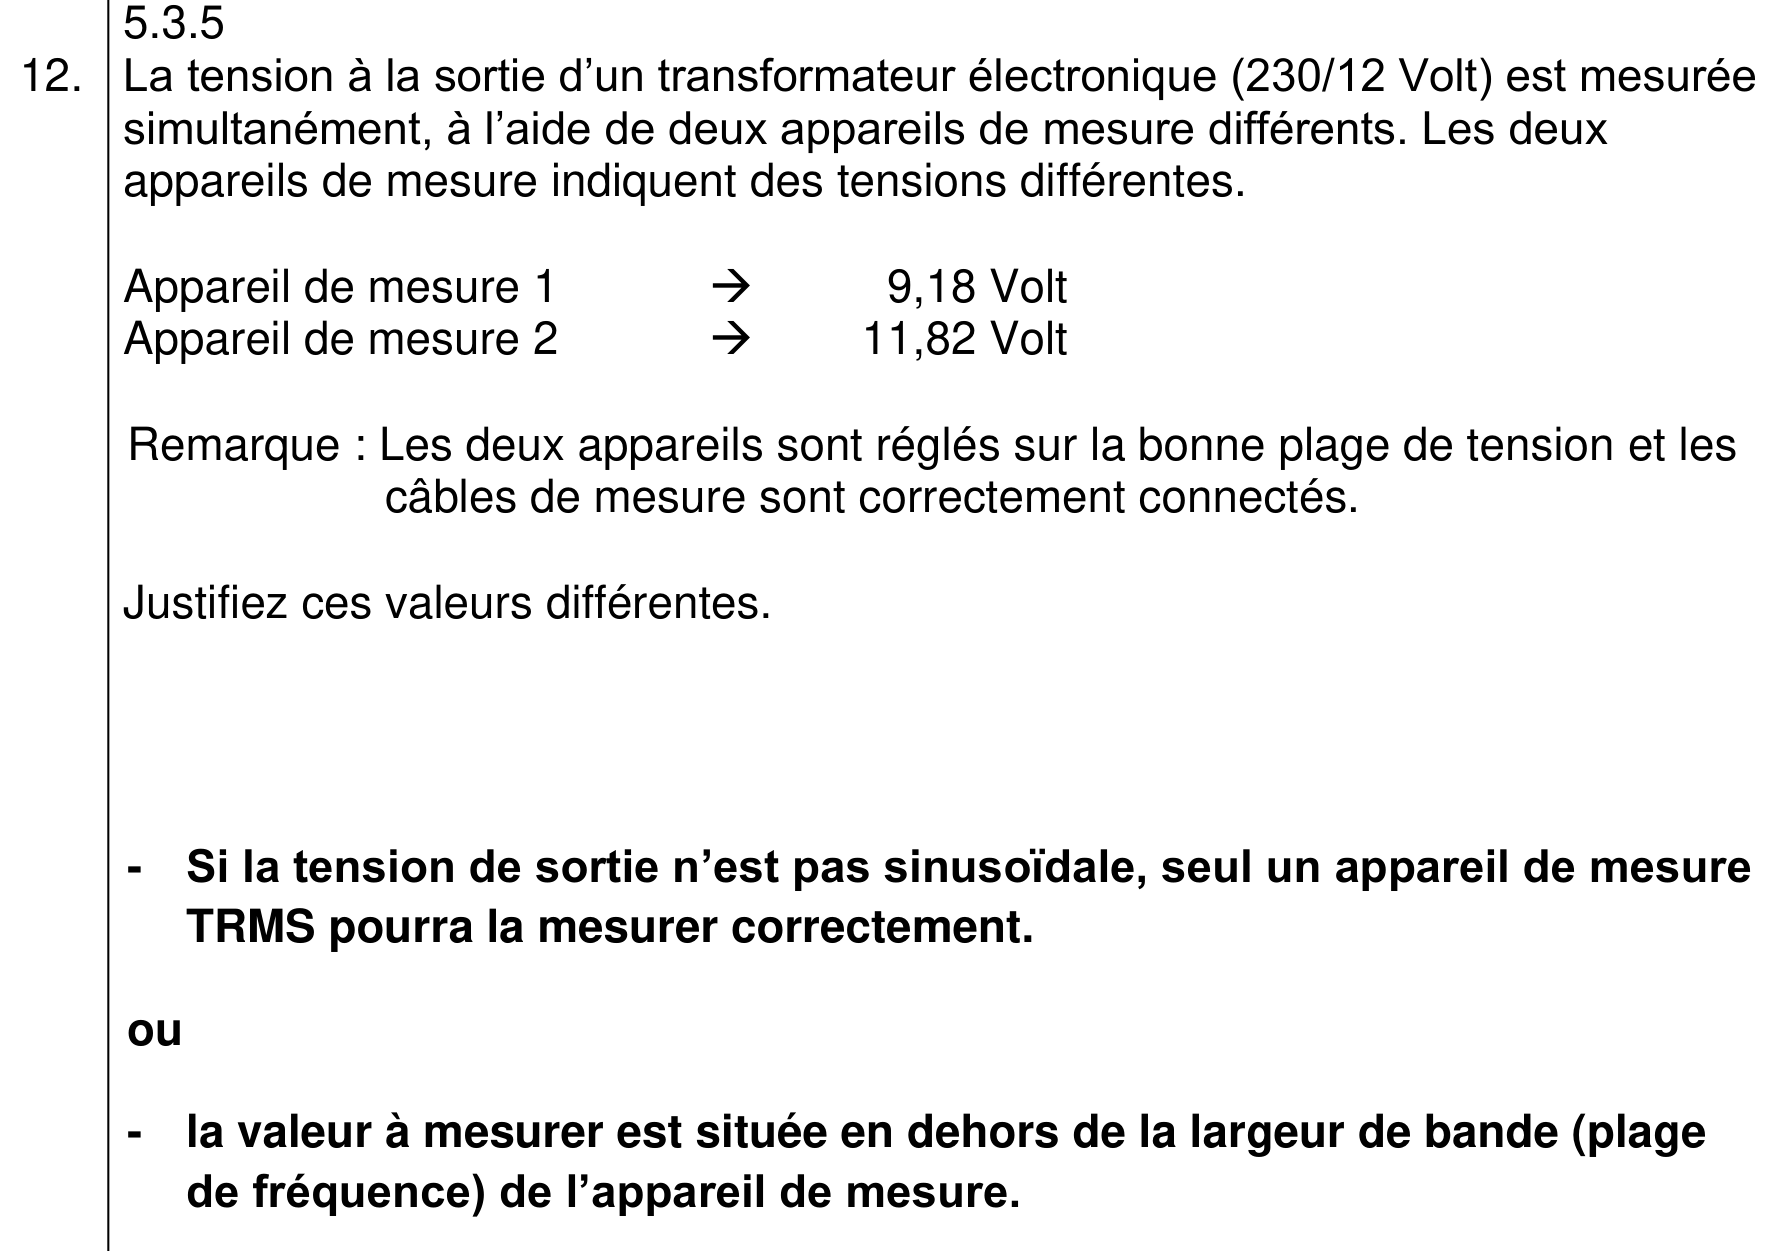 5.3.5
12. La tension à la sortie d’un transformateur électronique (230/12 Volt) est mesurée
simultanément, à l’aide de deux appareils de mesure différents. Les deux
appareils de mesure indiquent des tensions différentes.
Appareil de mesure 1 → 9,18 Volt
Appareil de mesure 2 → 11,82 Volt
Remarque : Les deux appareils sont réglés sur la bonne plage de tension et les
câbles de mesure sont correctement connectés.
Justifiez ces valeurs différentes.
- Si la tension de sortie n’est pas sinusoïdale, seul un appareil de mesure
TRMS pourra la mesurer correctement.
ou
- la valeur à mesurer est située en dehors de la largeur de bande (plage
de fréquence) de l’appareil de mesure.